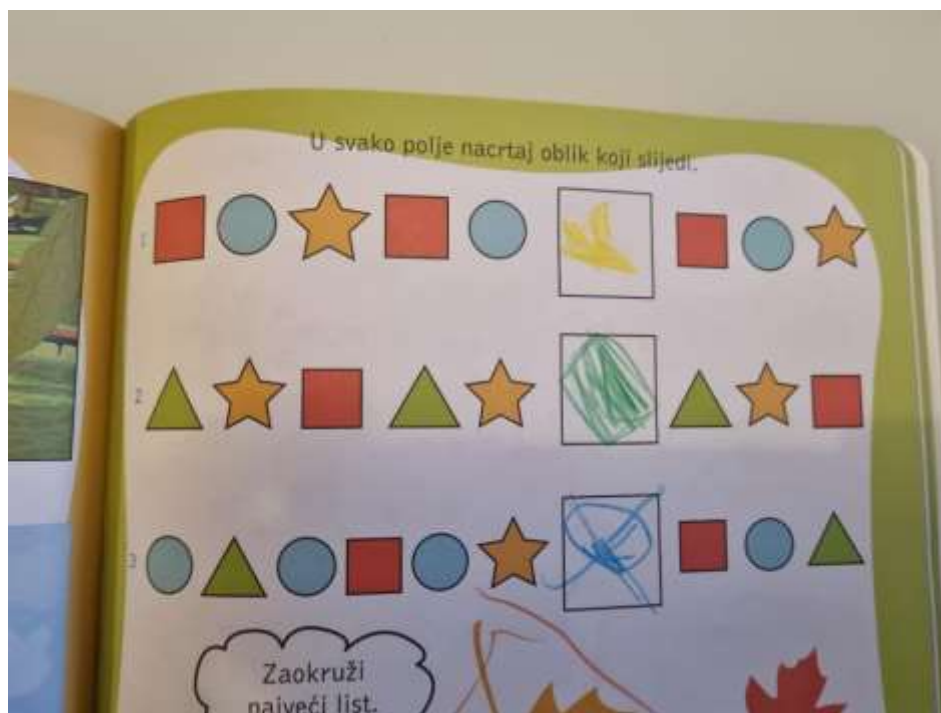 U svako polje nacrtaj oblik koji slijedi.
1
2
3
Zaokruži
najveći list.